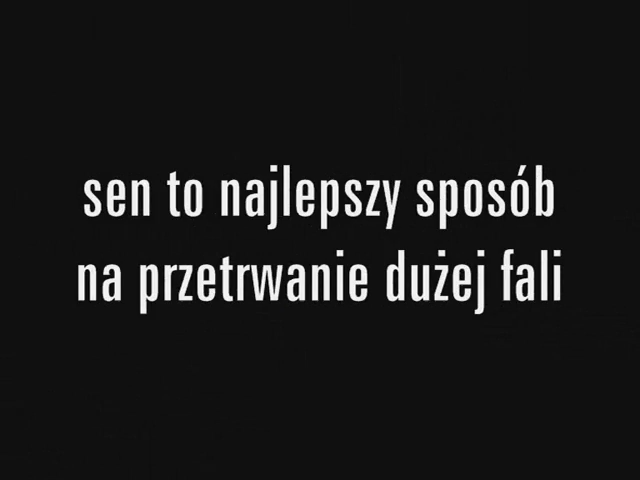 sen to najlepszy sposób
na przetrwanie dużej fali